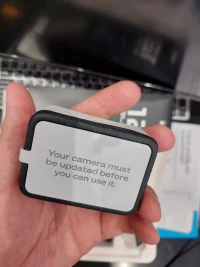 Your camera must
be updated before
you can use it.